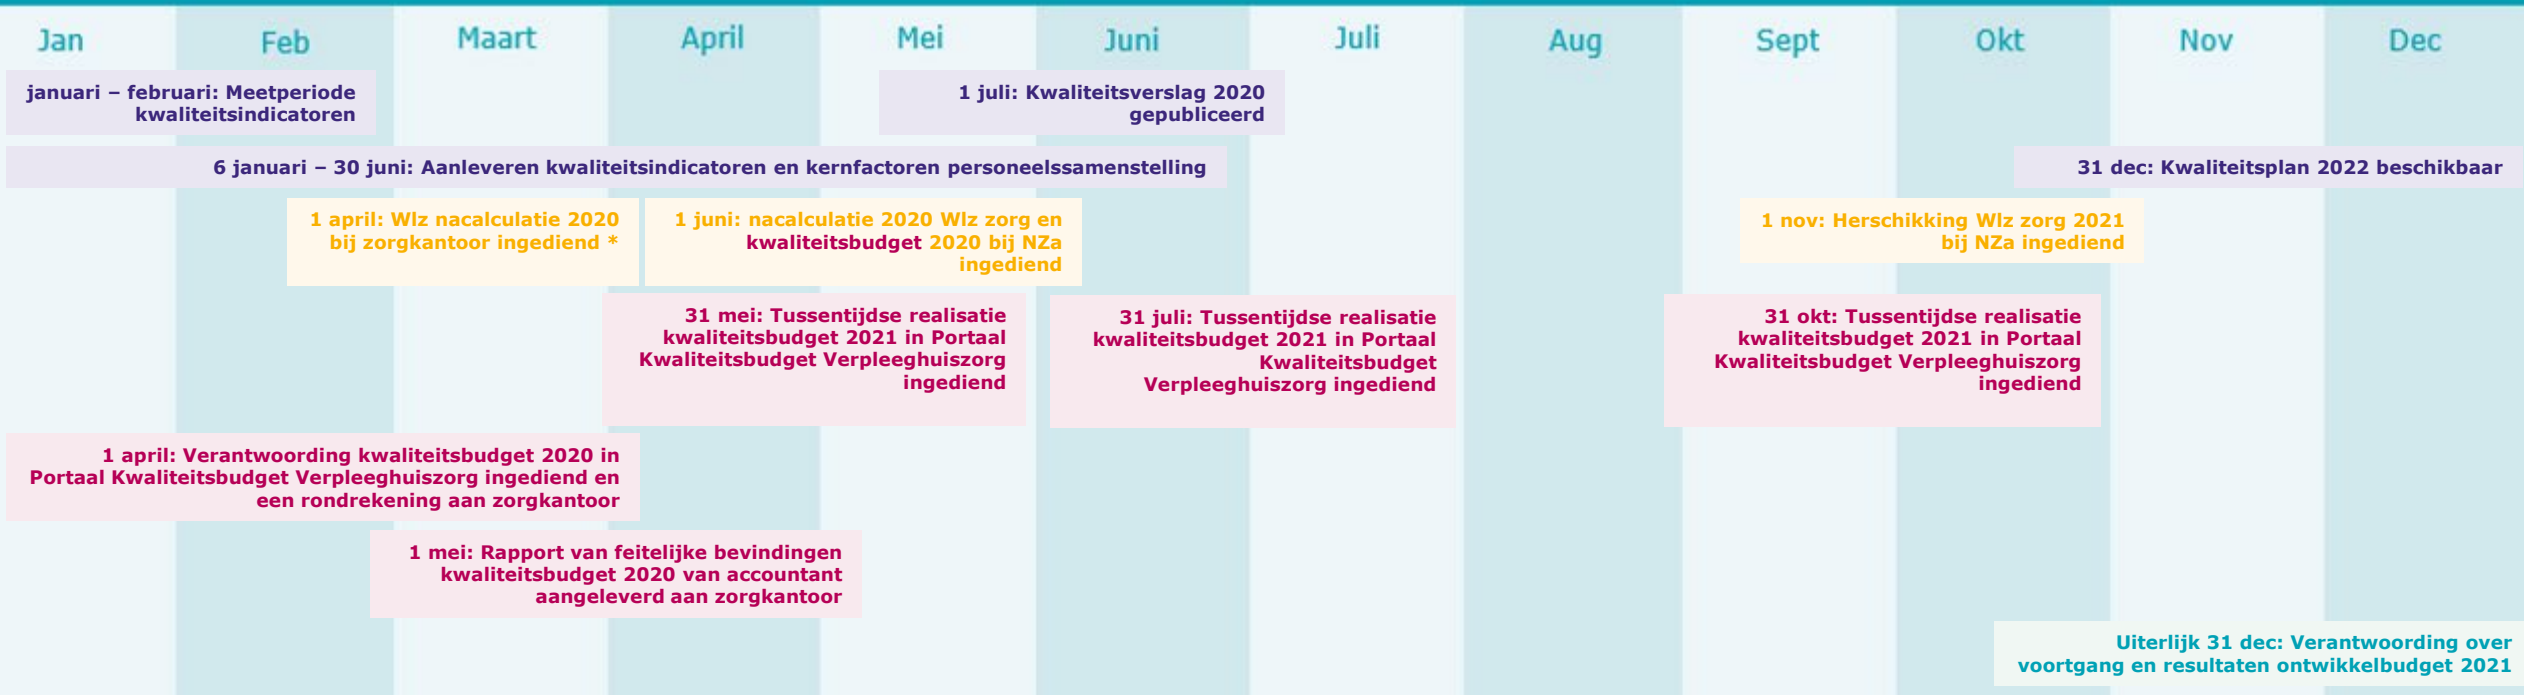 Jan Feb Maart April Mei Juni Juli Aug Sept Okt Nov Dec
januari – februari: Meetperiode
kwaliteitsindicatoren
1 juli: Kwaliteitsverslag 2020
gepubliceerd
6 januari – 30 juni: Aanleveren kwaliteitsindicatoren en kernfactoren personeelssamenstelling
31 dec: Kwaliteitsplan 2022 beschikbaar
1 april: Wlz nacalculatie 2020
bij zorgkantoor ingediend *
1 juni: nacalculatie 2020 Wlz zorg en
kwaliteitsbudget 2020 bij NZa
ingediend
1 nov: Herschikking Wlz zorg 2021
bij NZa ingediend
31 mei: Tussentijdse realisatie
kwaliteitsbudget 2021 in Portaal
Kwaliteitsbudget Verpleeghuiszorg
ingediend
31 juli: Tussentijdse realisatie
kwaliteitsbudget 2021 in Portaal
Kwaliteitsbudget
Verpleeghuiszorg ingediend
31 okt: Tussentijdse realisatie
kwaliteitsbudget 2021 in Portaal
Kwaliteitsbudget Verpleeghuiszorg
ingediend
1 april: Verantwoording kwaliteitsbudget 2020 in
Portaal Kwaliteitsbudget Verpleeghuiszorg ingediend en
een rondrekening aan zorgkantoor
1 mei: Rapport van feitelijke bevindingen
kwaliteitsbudget 2020 van accountant
aangeleverd aan zorgkantoor
Uiterlijk 31 dec: Verantwoording over
voortgang en resultaten ontwikkelbudget 2021